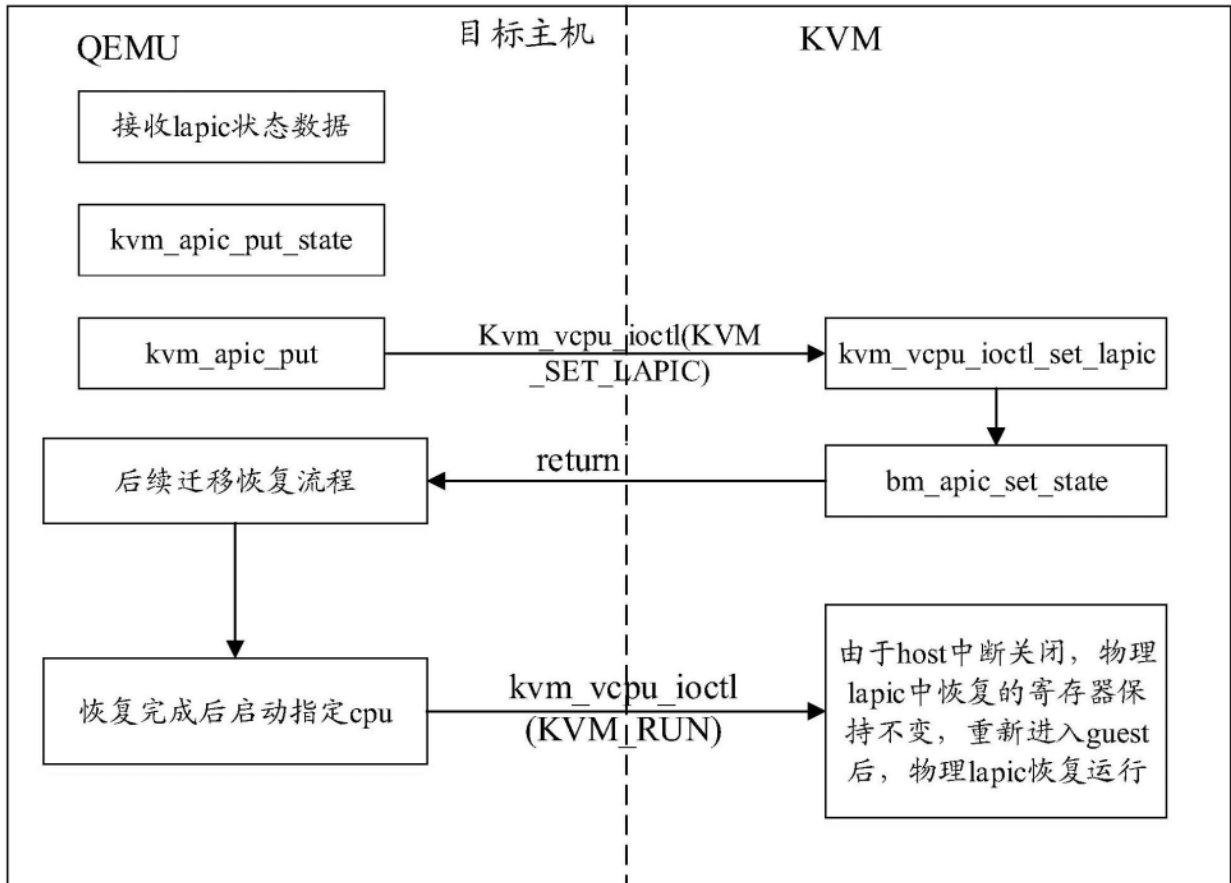 QEMU
目标主机
KVM
接收lapic状态数据
kvm_apic_put_state
kvm_apic_put
Kvm_vcpu_ioctl(KVM
_SET_LAPIC)
kvm_vcpu_ioctl_set_lapic
后续迁移恢复流程
return
bm_apic_set_state
恢复完成后启动指定cpu
kvm_vcpu_ioctl
(KVM_RUN)
由于host中断关闭，物理
lapic中恢复的寄存器保
持不变，重新进入guest
后，物理lapic恢复运行